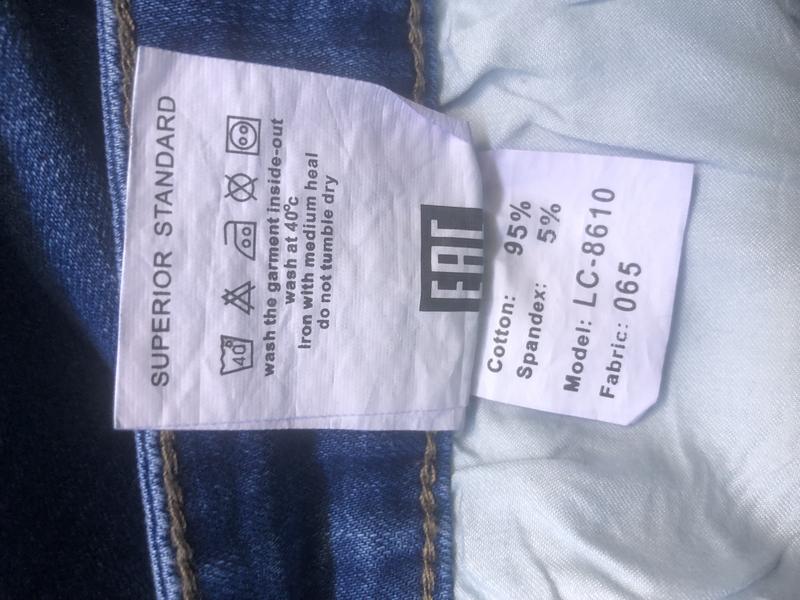 SUPERIOR STANDARD
40
wash the garment inside-out
wash at 40°c
Iron with medium heal
do not tumble dry
EAC
Cotton: 95%
Spandex: 5%
Model: LC-8610
Fabric: 065